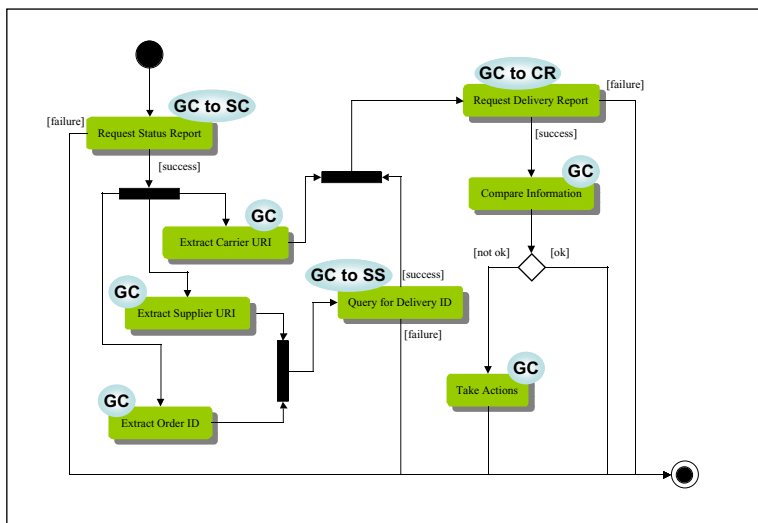 GC to SC
[failure]
Request Status Report
[success]
GC
Extract Carrier URI
GC
Extract Supplier URI
GC
Extract Order ID
GC to SS
[success]
Query for Delivery ID
[failure]
GC to CR
[failure]
Request Delivery Report
[success]
GC
Compare Information
[not ok]
[ok]
GC
Take Actions